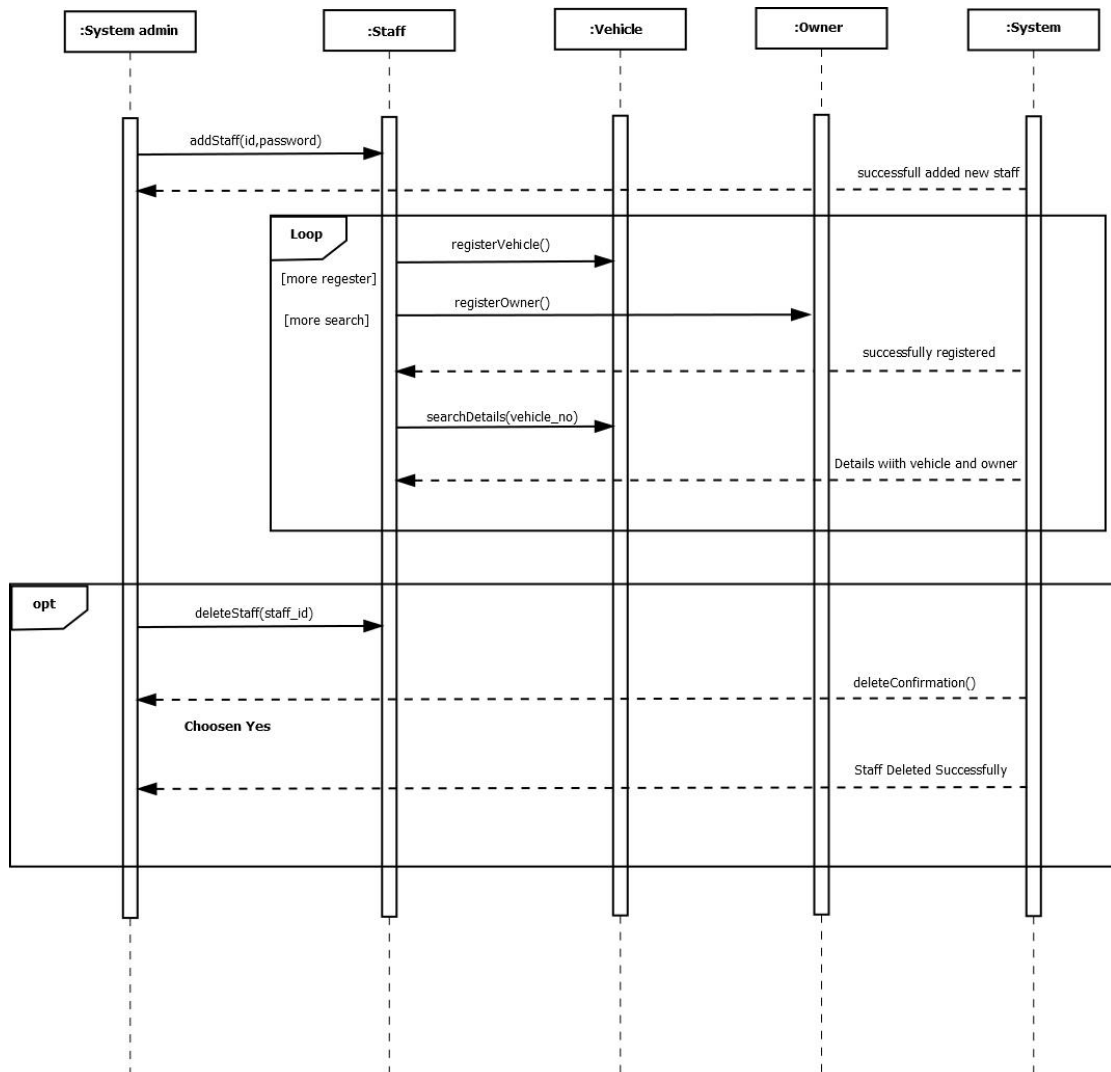 :System admin
:Staff
:Vehicle
:Owner
:System
addStaff(id,password)
successfull added new staff
Loop
registerVehicle()
[more regester]
registerOwner()
[more search]
successfully registered
searchDetails(vehicle_no)
Details wiith vehicle and owner
opt
deleteStaff(staff_id)
deleteConfirmation()
Choosen Yes
Staff Deleted Successfully